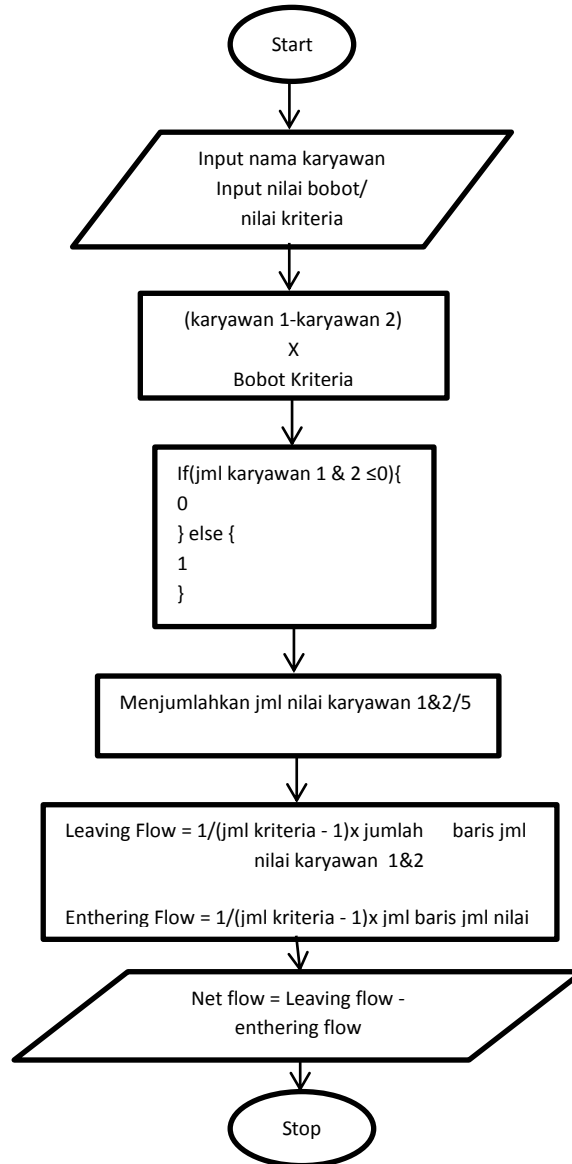 Start
Input nama karyawan
Input nilai bobot/
nilai kriteria
(karyawan 1-karyawan 2)
X
Bobot Kriteria
If(jml karyawan 1 & 2 ≤0){
0
} else {
1
}
Menjumlahkan jml nilai karyawan 1&2/5
Leaving Flow = 1/(jml kriteria - 1)x jumlah baris jml
nilai karyawan 1&2
Enthering Flow = 1/(jml kriteria - 1)x jml baris jml nilai
Net flow = Leaving flow -
enthering flow
Stop